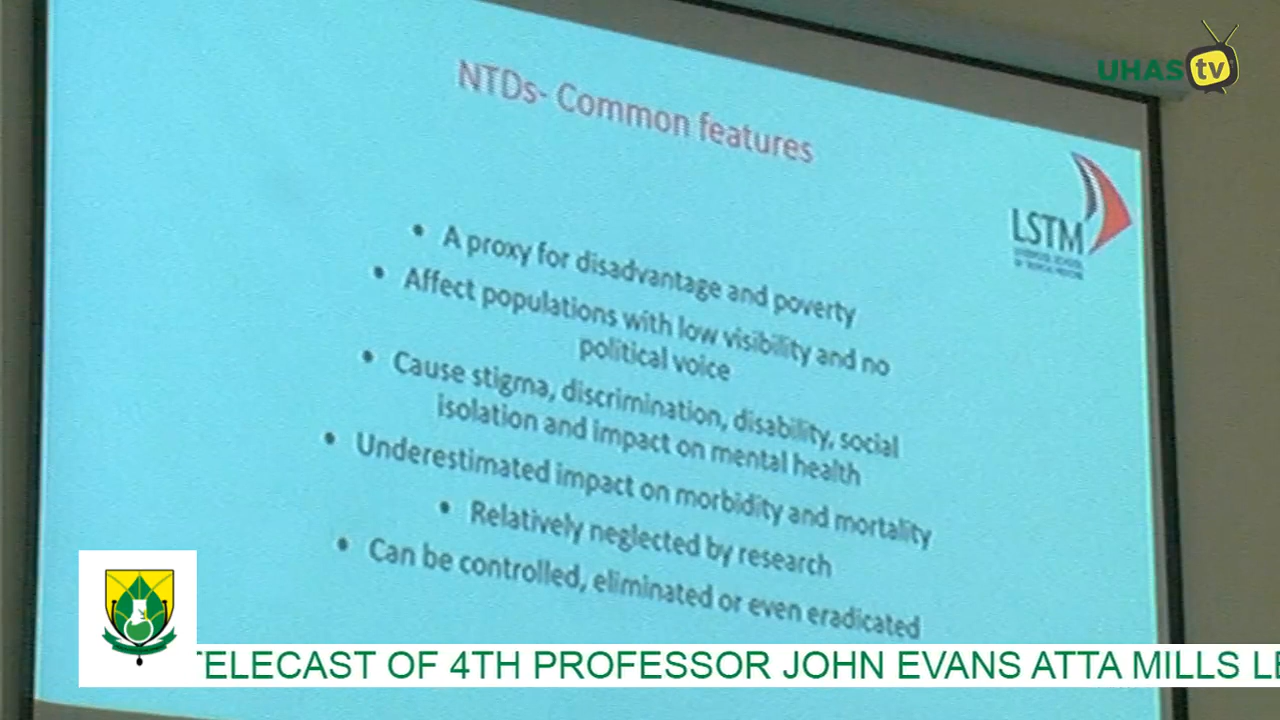 UHAS tv
NTDs- Common features
LSTM
• A proxy for disadvantage and poverty
• Affect populations with low visibility and no
political voice
• Cause stigma, discrimination, disability, social
isolation and impact on mental health
• Underestimated impact on morbidity and mortality
• Relatively neglected by research
• Can be controlled, eliminated or even eradicated
TELECAST OF 4TH PROFESSOR JOHN EVANS ATTA MILLS LE